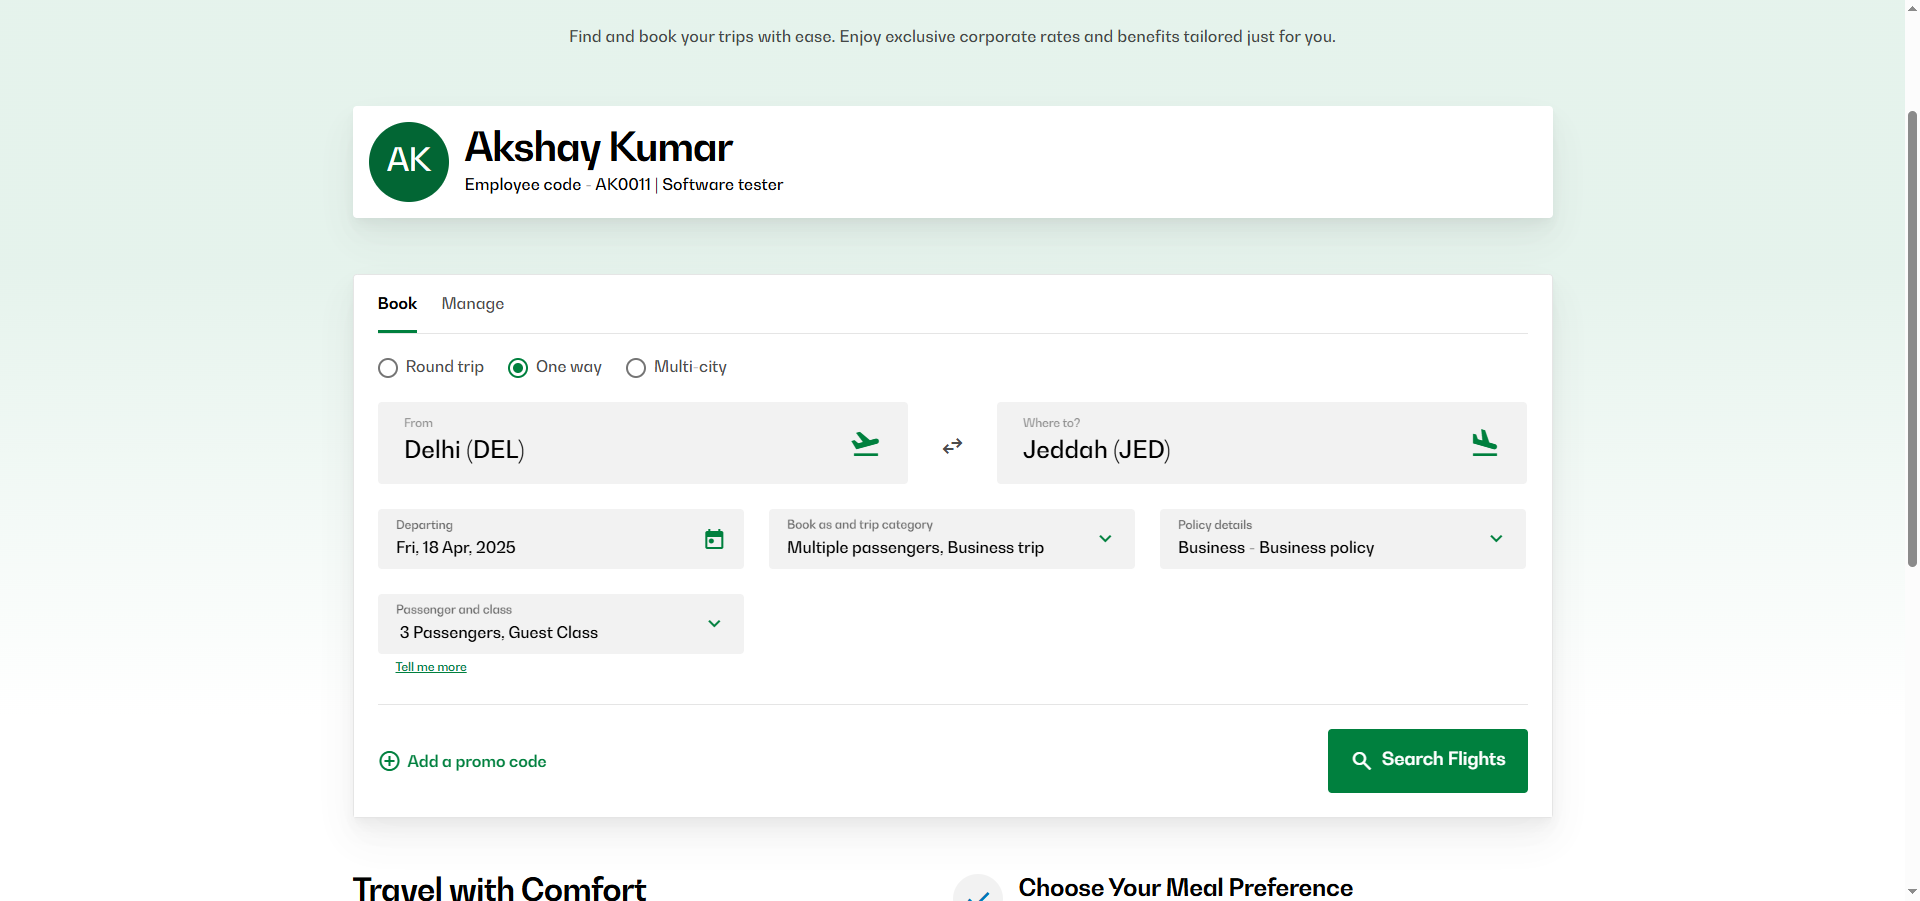 Find and book your trips with ease. Enjoy exclusive corporate rates and benefits tailored just for you.
AK
Akshay Kumar
Employee code - AK0011 | Software tester
Book Manage
Round trip One way Multi-city
From
Delhi (DEL)
Where to?
Jeddah (JED)
Departing
Fri, 18 Apr, 2025
Book as and trip category
Multiple passengers, Business trip
Policy details
Business - Business policy
Passenger and class
3 Passengers, Guest Class
Tell me more
Add a promo code
Search Flights
Travel with Comfort
Choose Your Meal Preference